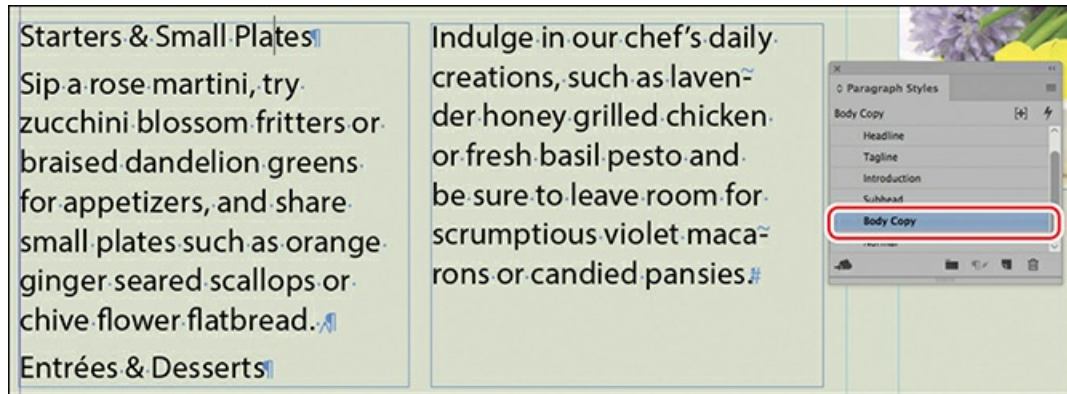 Starters & Small Plates
Sip a rose martini, try
zucchini blossom fritters or
braised dandelion greens
for appetizers, and share
small plates such as orange
ginger seared scallops or
chive flower flatbread.
Entrées & Desserts
Indulge in our chef's daily
creations, such as laven-
der honey grilled chicken
or fresh basil pesto and
be sure to leave room for
scrumptious violet maca-
rons or candied pansies.
Paragraph Styles
Body Copy
Headline
Tagline
Introduction
Subhead
Body Copy
Normal